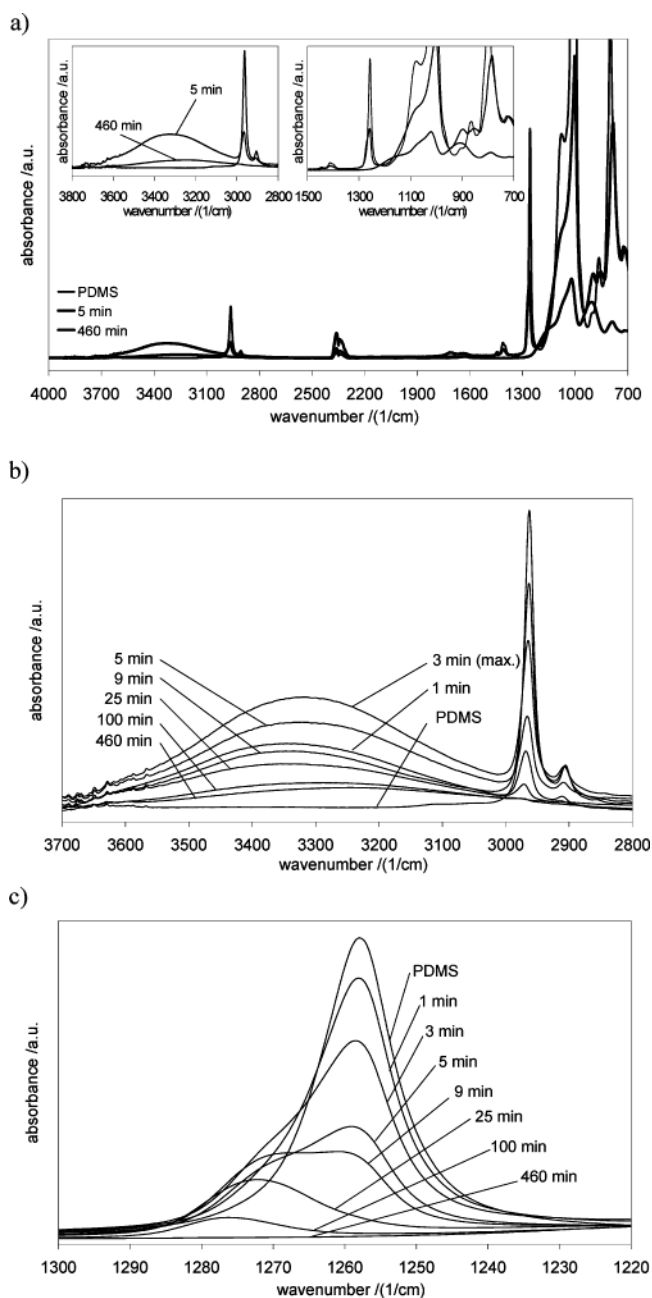 a)
5 min
460 min
absorbance /a.u.
3800 3600 3400 3200 3000 2800
wavenumber /(1/cm)
absorbance /a.u.
1500 1300 1100 900 700
wavenumber /(1/cm)
absorbance /a.u.
PDMS
5 min
460 min
4000 3700 3400 3100 2800 2500 2200 1900 1600 1300 1000 700
wavenumber /(1/cm)
b)
absorbance /a.u.
5 min
9 min
25 min
100 min
460 min
3 min (max.)
1 min
PDMS
3700 3600 3500 3400 3300 3200 3100 3000 2900 2800
wavenumber /(1/cm)
c)
absorbance /a.u.
PDMS
1 min
3 min
5 min
9 min
25 min
100 min
460 min
1300 1290 1280 1270 1260 1250 1240 1230 1220
wavenumber /(1/cm)